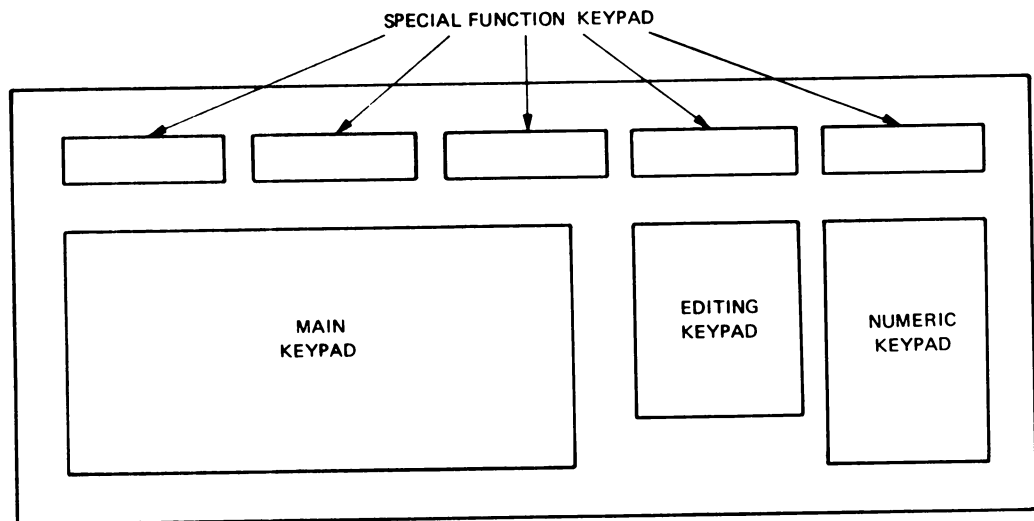 SPECIAL FUNCTION KEYPAD
MAIN
KEYPAD
EDITING
KEYPAD
NUMERIC
KEYPAD